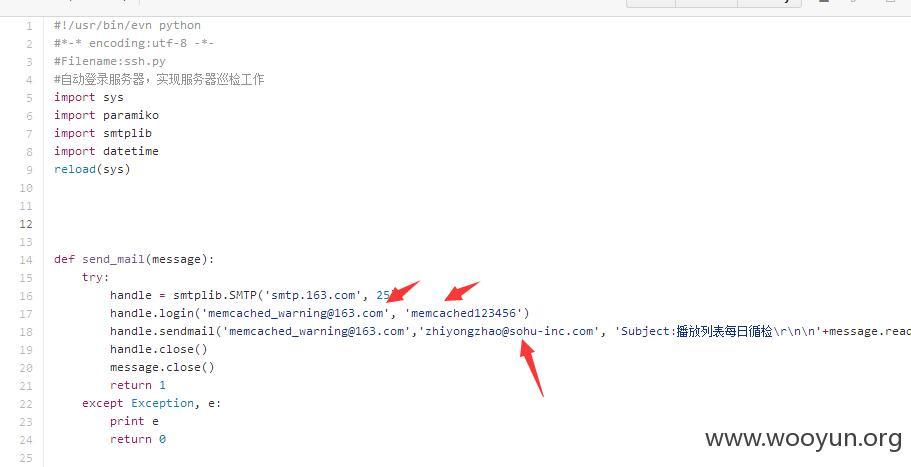 1 #!/usr/bin/evn python
2 #*-* encoding:utf-8 -*-
3 #Filename:ssh.py
4 #自动登录服务器，实现服务器巡检工作
5 import sys
6 import paramiko
7 import smtplib
8 import datetime
9 reload(sys)
10
11
12
13
14 def send_mail(message):
15 try:
16 handle = smtplib.SMTP('smtp.163.com', 25
17 handle.login('memcached_warning@163.com', 'memcached123456')
18 handle.sendmail('memcached_warning@163.com','zhiyongzhao@sohu-inc.com', 'Subject:播放列表每日循检\r\n\n'+message.read
19 handle.close()
20 message.close()
21 return 1
22 except Exception, e:
23 print e
24 return 0
25
www.wooyun.org